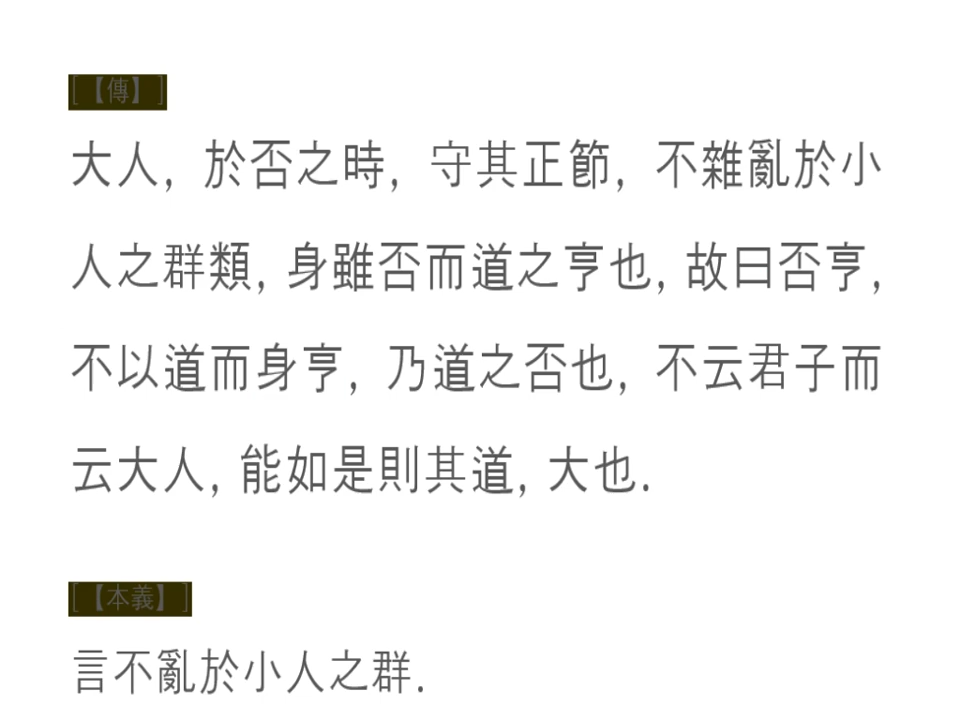 [【傳】]
大人, 於否之時, 守其正節, 不雜亂於小
人之群類, 身雖否而道之亨也, 故曰否亨,
不以道而身亨, 乃道之否也, 不云君子而
云大人, 能如是則其道, 大也.
[【本義】]
言不亂於小人之群.